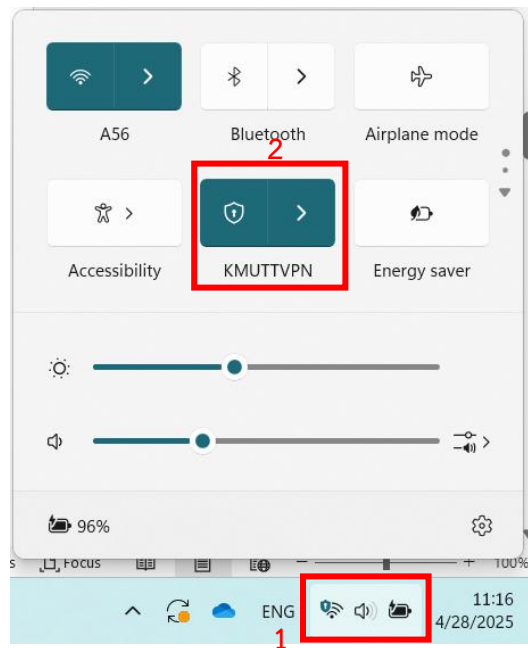 A56
Bluetooth
Airplane mode
2
Accessibility
KMUTTVPN
Energy saver
96%
s
Focus
100%
ENG
11:16
4/28/2025
1